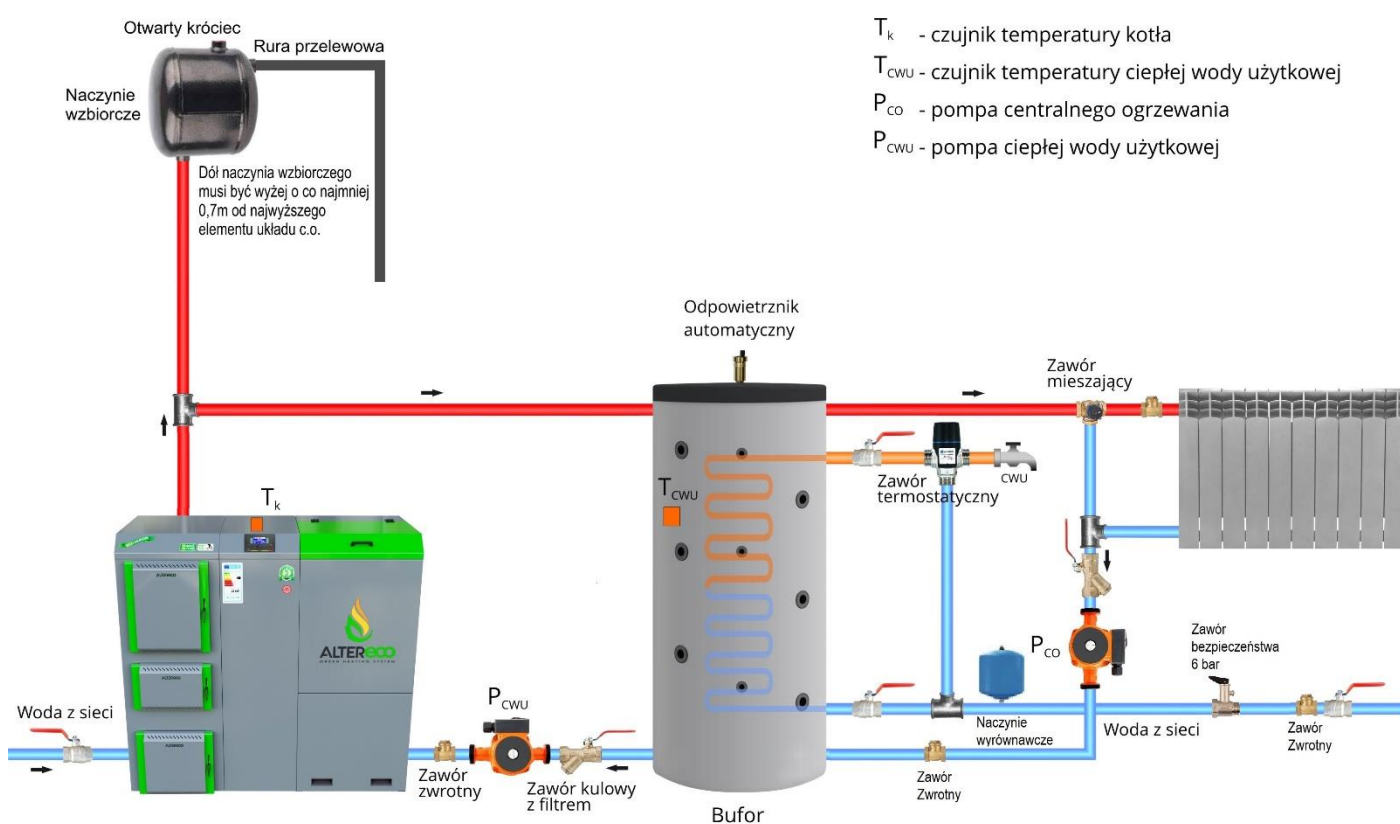 Otwarty króciec
Rura przelewowa
Naczynie
wzbiorcze
Dół naczynia wzbiorczego
musi być wyżej o co najmniej
0,7m od najwyższego
elementu układu c.o.
Tk - czujnik temperatury kotła
TCWU - czujnik temperatury ciepłej wody użytkowej
PCO - pompa centralnego ogrzewania
PCWU - pompa ciepłej wody użytkowej
Odpowietrznik
automatyczny
Zawór
mieszający
Tk
TCWU
Zawór
termostatyczny
CWU
ALTERECO
GREEN HEATING SYSTEM
PCO
Zawór
bezpieczeństwa
6 bar
Woda z sieci
PCWU
Naczynie
wyrównawcze
Woda z sieci
Zawór
Zwrotny
Zawór
zwrotny
Zawór kulowy
z filtrem
Zawór
Zwrotny
Bufor